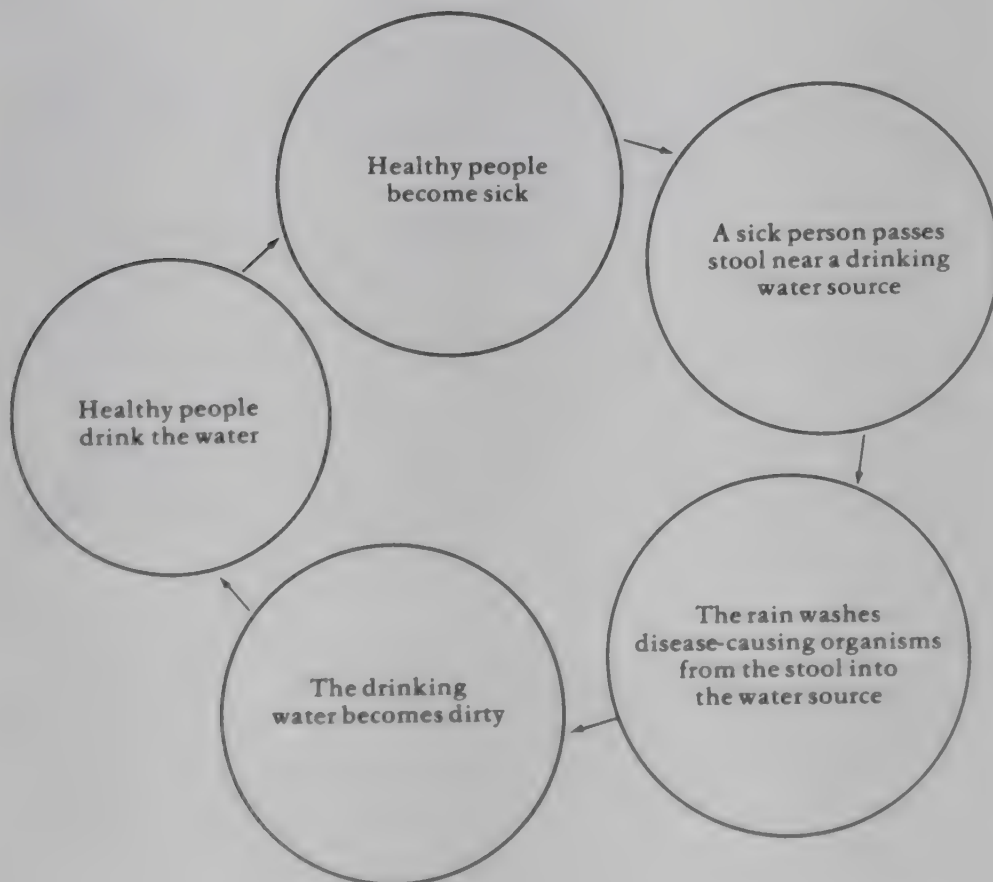 Healthy people
become sick
A sick person passes
stool near a drinking
water source
The rain washes
disease-causing organisms
from the stool into
the water source
The drinking
water becomes dirty
Healthy people
drink the water